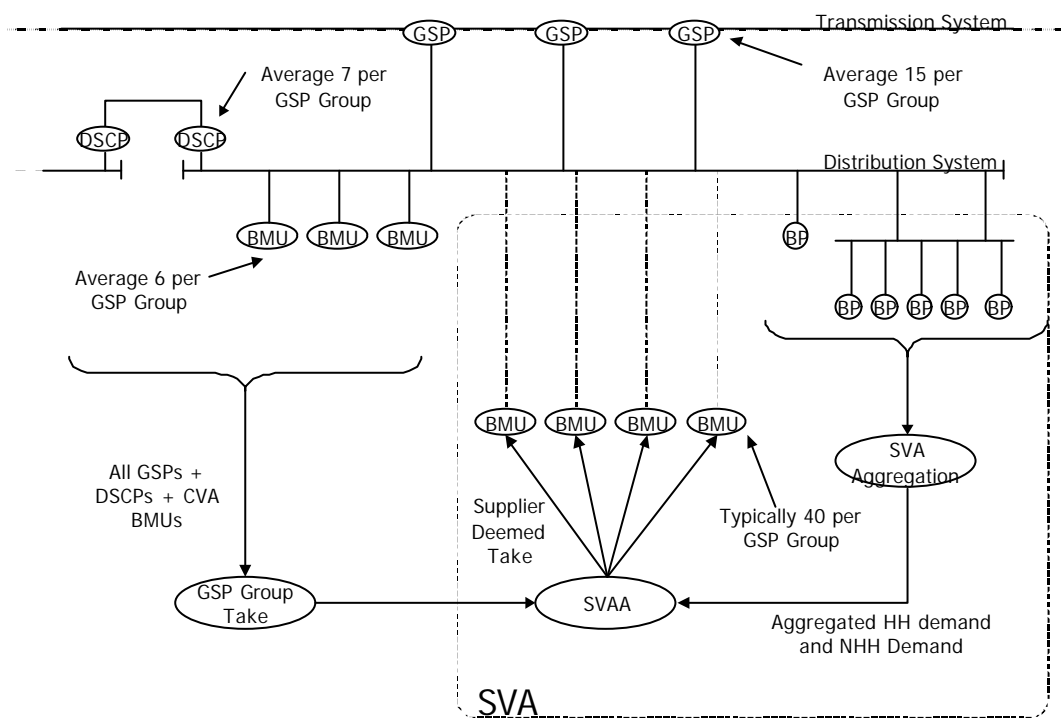 Transmission System
GSP
GSP
GSP
Average 7 per
GSP Group
Average 15 per
GSP Group
DSCP
DSCP
Distribution System
BMU
BMU
BMU
BP
Average 6 per
GSP Group
BP
BP
BP
BP
BP
BMU
BMU
BMU
BMU
SVA
Aggregation
All GSPs +
DSCPs + CVA
BMUs
Supplier
Deemed
Take
Typically 40 per
GSP Group
GSP Group
Take
SVAA
Aggregated HH demand
and NHH Demand
SVA